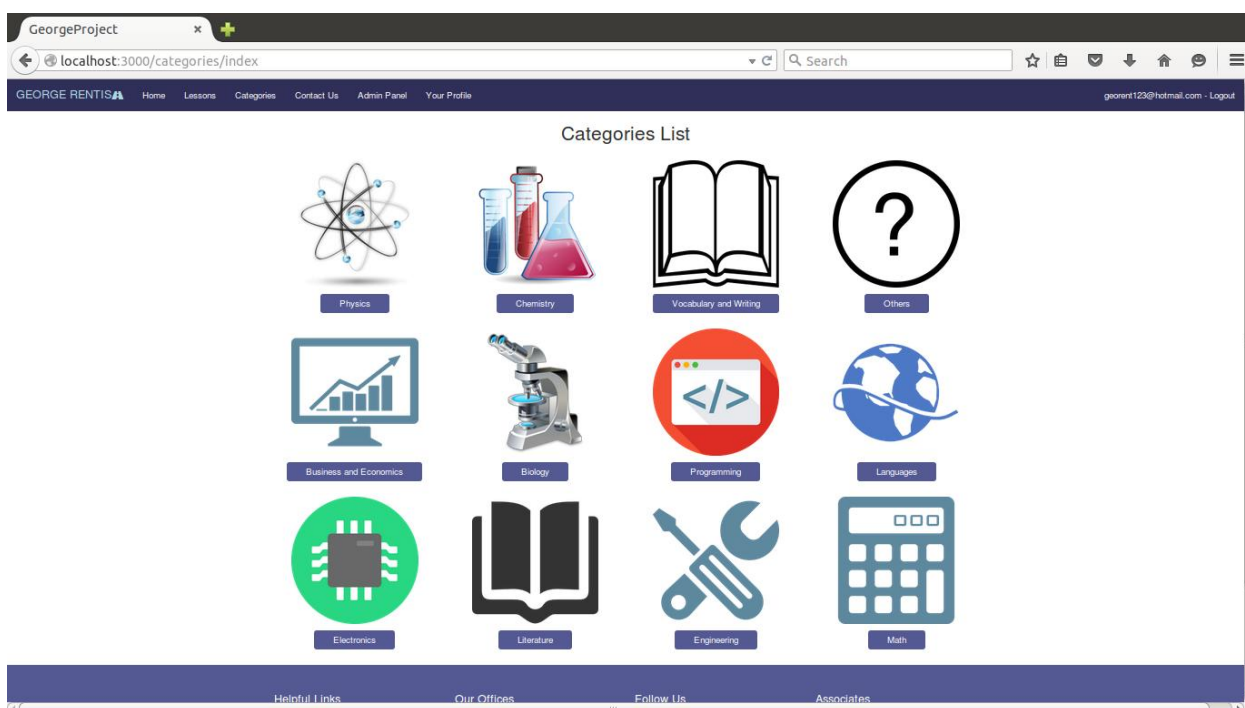 GeorgeProject
localhost:3000/categories/index
Search
GEORGE RENTIS Home Lessons Categories Contact Us Admin Panel Your Profile georent123@hotmail.com - Logout
Categories List
?
Physics Chemistry Vocabulary and Writing Others
</>
Business and Economics Biology Programming Languages
Electronics Literature Engineering Math
Helpful Links Our Offices Follow Us Associates